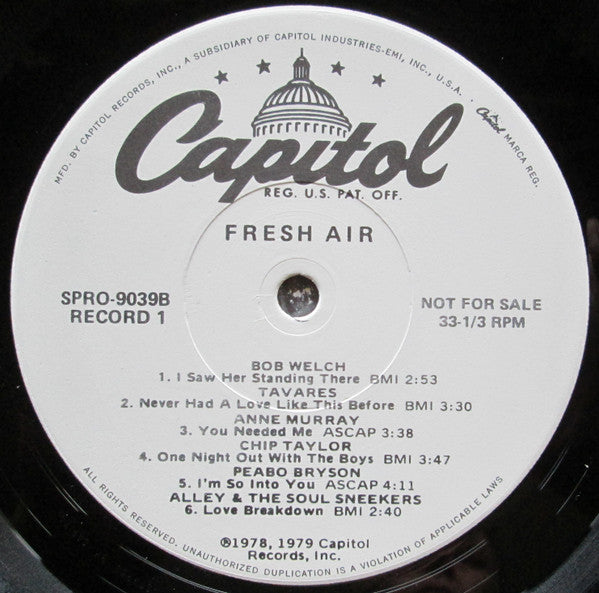 MFD. BY CAPITOL RECORDS, INC., A SUBSIDIARY OF CAPITOL INDUSTRIES-EMI, INC., U.S.A. · Capitol MARCA REG.
Capitol
REG. U.S. PAT. OFF.
FRESH AIR
SPRO-9039B
RECORD 1
NOT FOR SALE
33-1/3 RPM
BOB WELCH
1. I Saw Her Standing There BMI 2:53
TAVARES
2. Never Had A Love Like This Before BMI 3:30
ANNE MURRAY
3. You Needed Me ASCAP 3:38
CHIP TAYLOR
4. One Night Out With The Boys BMI 3:47
PEABO BRYSON
5. I'm So Into You ASCAP 4:11
ALLEY & THE SOUL SNEEKERS
6. Love Breakdown BMI 2:40
℗1978, 1979 Capitol
Records, Inc.
ALL RIGHTS RESERVED. UNAUTHORIZED DUPLICATION IS A VIOLATION OF APPLICABLE LAWS